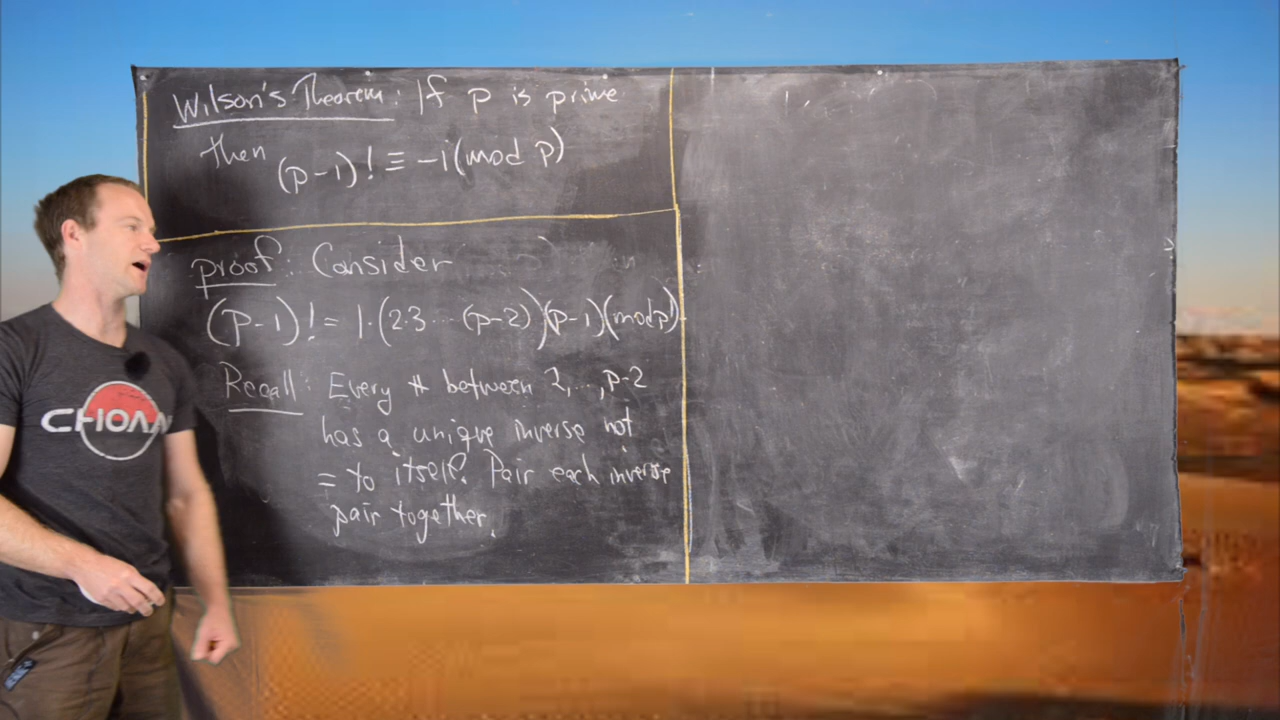 Wilson's Theorem: If p is prime
then (p-1)! ≡ -1 (mod p)
proof: Consider
(p-1)! = 1·(2·3 ··· (p-2))(p-1)(mod p)
Recall: Every # between 2,...,p-2
has a unique inverse not
= to itself. Pair each inverse
pair together.